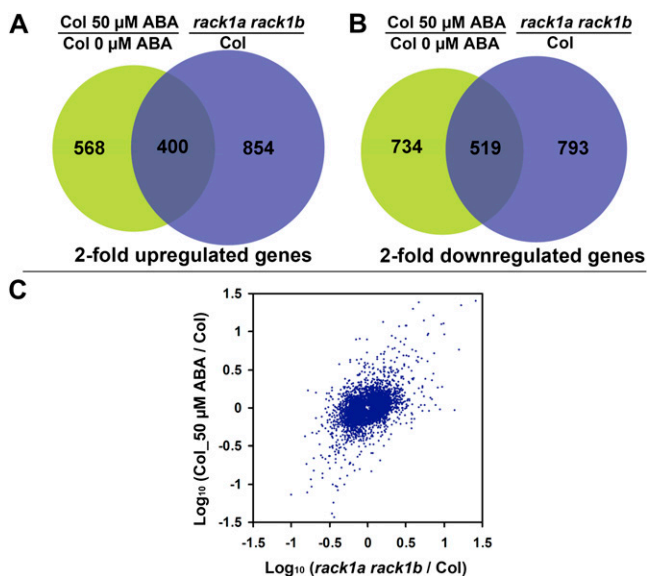 A
Col 50 µM ABA
Col 0 µM ABA
rack1a rack1b
Col
568
400
854
2-fold upregulated genes
B
Col 50 µM ABA
Col 0 µM ABA
rack1a rack1b
Col
734
519
793
2-fold downregulated genes
C
Log₁₀ (Col_50 µM ABA / Col)
1.5
1
0.5
0
-0.5
-1
-1.5
-1.5 -1 -0.5 0 0.5 1 1.5
Log₁₀ (rack1a rack1b / Col)